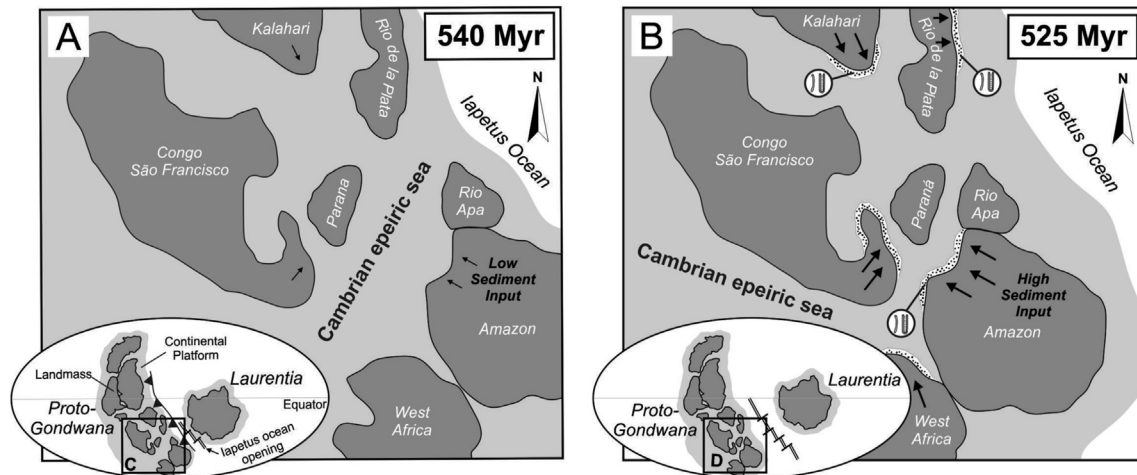 A
540 Myr
Kalahari
Rio de la Plata
N
Iapetus Ocean
Congo
São Francisco
Parana
Rio
Apa
Cambrian epeiric sea
Low
Sediment
Input
Amazon
West
Africa
Continental
Platform
Landmass
Laurentia
Equator
Proto-
Gondwana
Iapetus ocean
opening
C
B
525 Myr
Kalahari
Rio de la Plata
N
Iapetus Ocean
Congo
São Francisco
Paraná
Rio
Apa
Cambrian epeiric sea
High
Sediment
Input
Amazon
West
Africa
Laurentia
Proto-
Gondwana
D